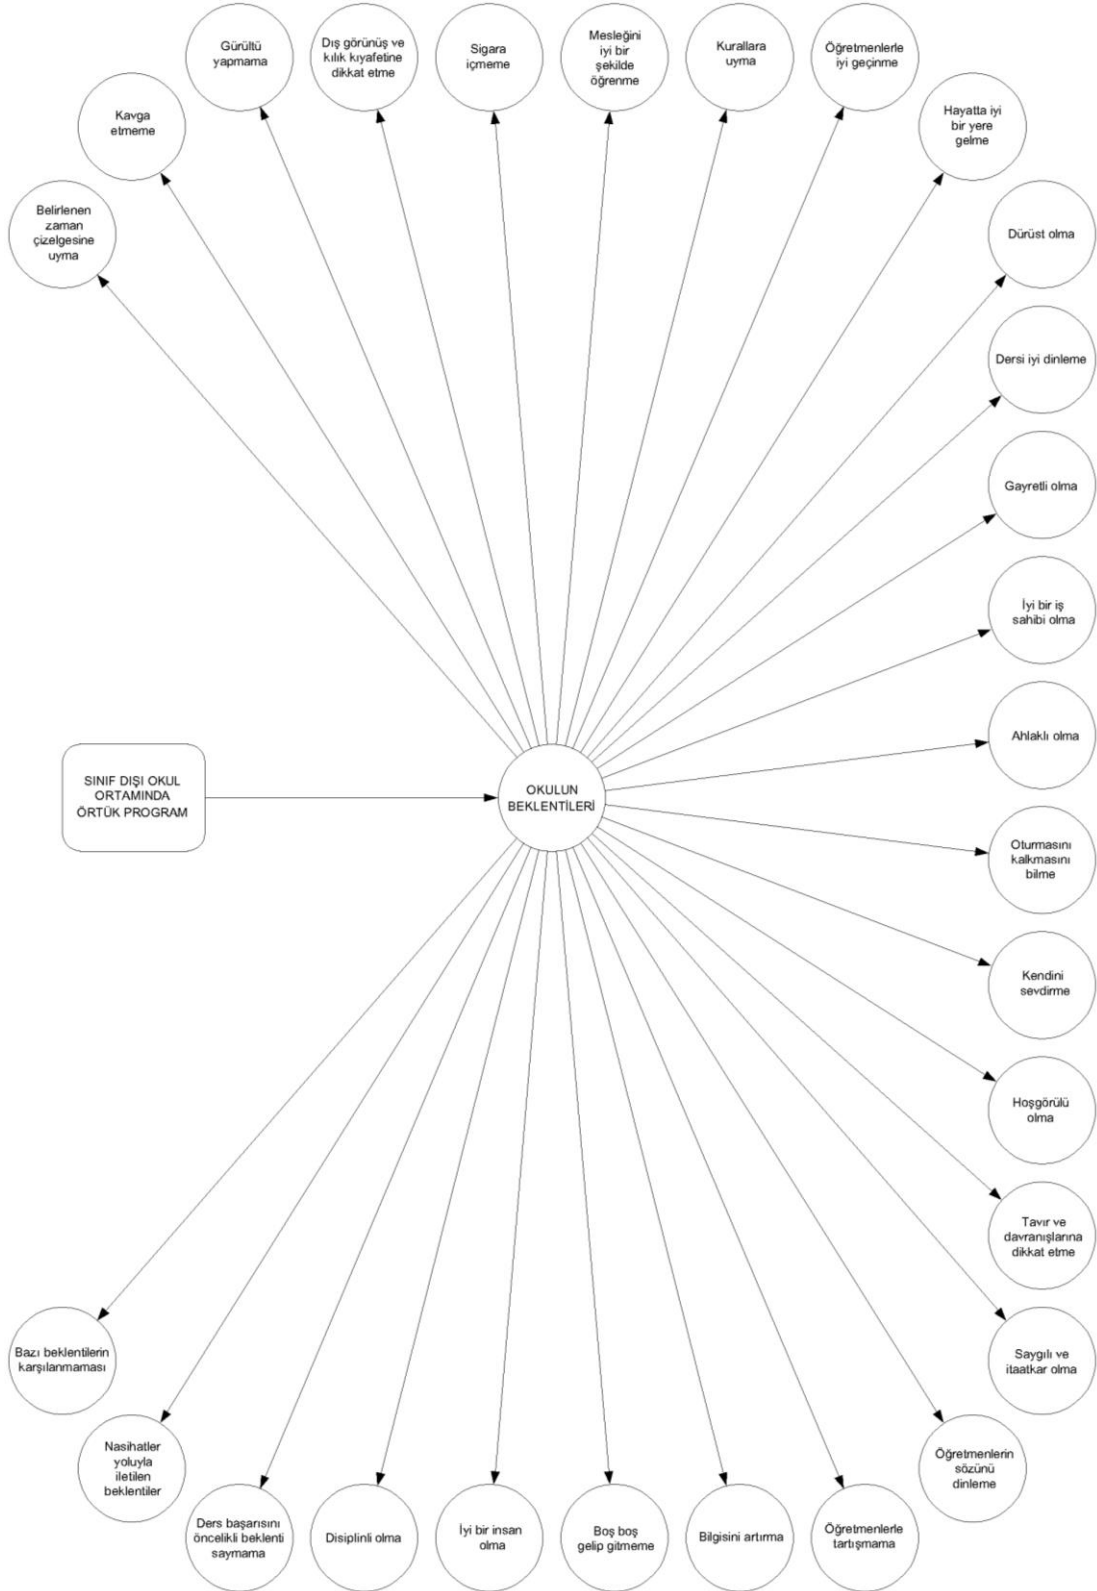 Gürültü
yapmama
Dış görünüş ve
kılık kıyafetine
dikkat etme
Sigara
içmeme
Mesleğini
iyi bir
şekilde
öğrenme
Kurallara
uyma
Öğretmenlerle
iyi geçinme
Kavga
etmeme
Hayatta iyi
bir yere
gelme
Belirlenen
zaman
çizelgesine
uyma
Dürüst olma
Dersi iyi dinleme
Gayretli olma
İyi bir iş
sahibi olma
Ahlaklı olma
SINIF DIŞI OKUL
ORTAMINDA
ÖRTÜK PROGRAM
OKULUN
BEKLENTİLERİ
Oturmasını
kalkmasını
bilme
Kendini
sevdirme
Hoşgörülü
olma
Tavır ve
davranışlarına
dikkat etme
Saygılı ve
itaatkar olma
Bazı beklentilerin
karşılanmaması
Nasihatler
yoluyla
iletilen
beklentiler
Öğretmenlerin
sözünü
dinleme
Ders başarısını
öncelikli beklenti
saymama
Disiplinli olma
İyi bir insan
olma
Boş boş
gelip gitmeme
Bilgisini artırma
Öğretmenlerle
tartışmama